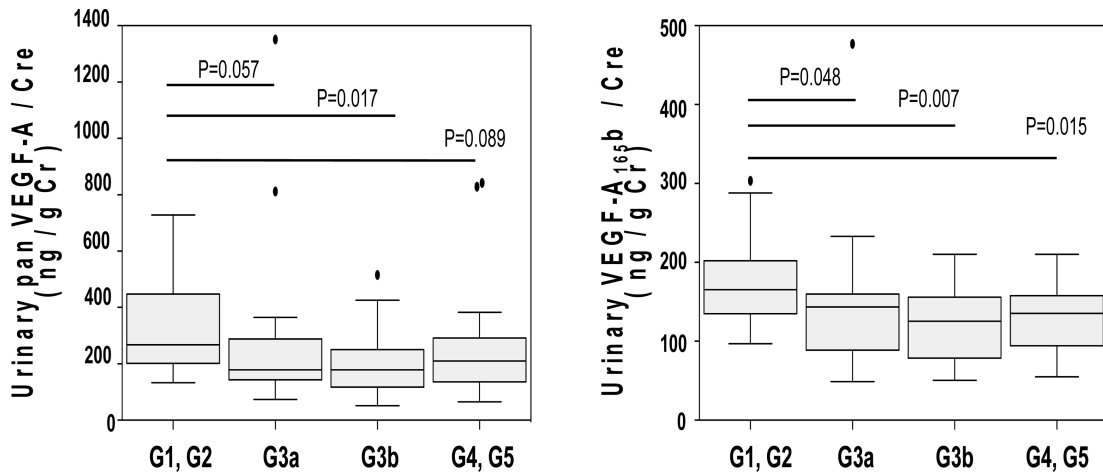 Urinary pan VEGF-A / Cre
( ng / g Cr )
1400
1200
1000
800
600
400
200
0
P=0.057
P=0.017
P=0.089
G1, G2
G3a
G3b
G4, G5
Urinary VEGF-A165b / Cre
( ng / g Cr )
500
400
300
200
100
0
P=0.048
P=0.007
P=0.015
G1, G2
G3a
G3b
G4, G5